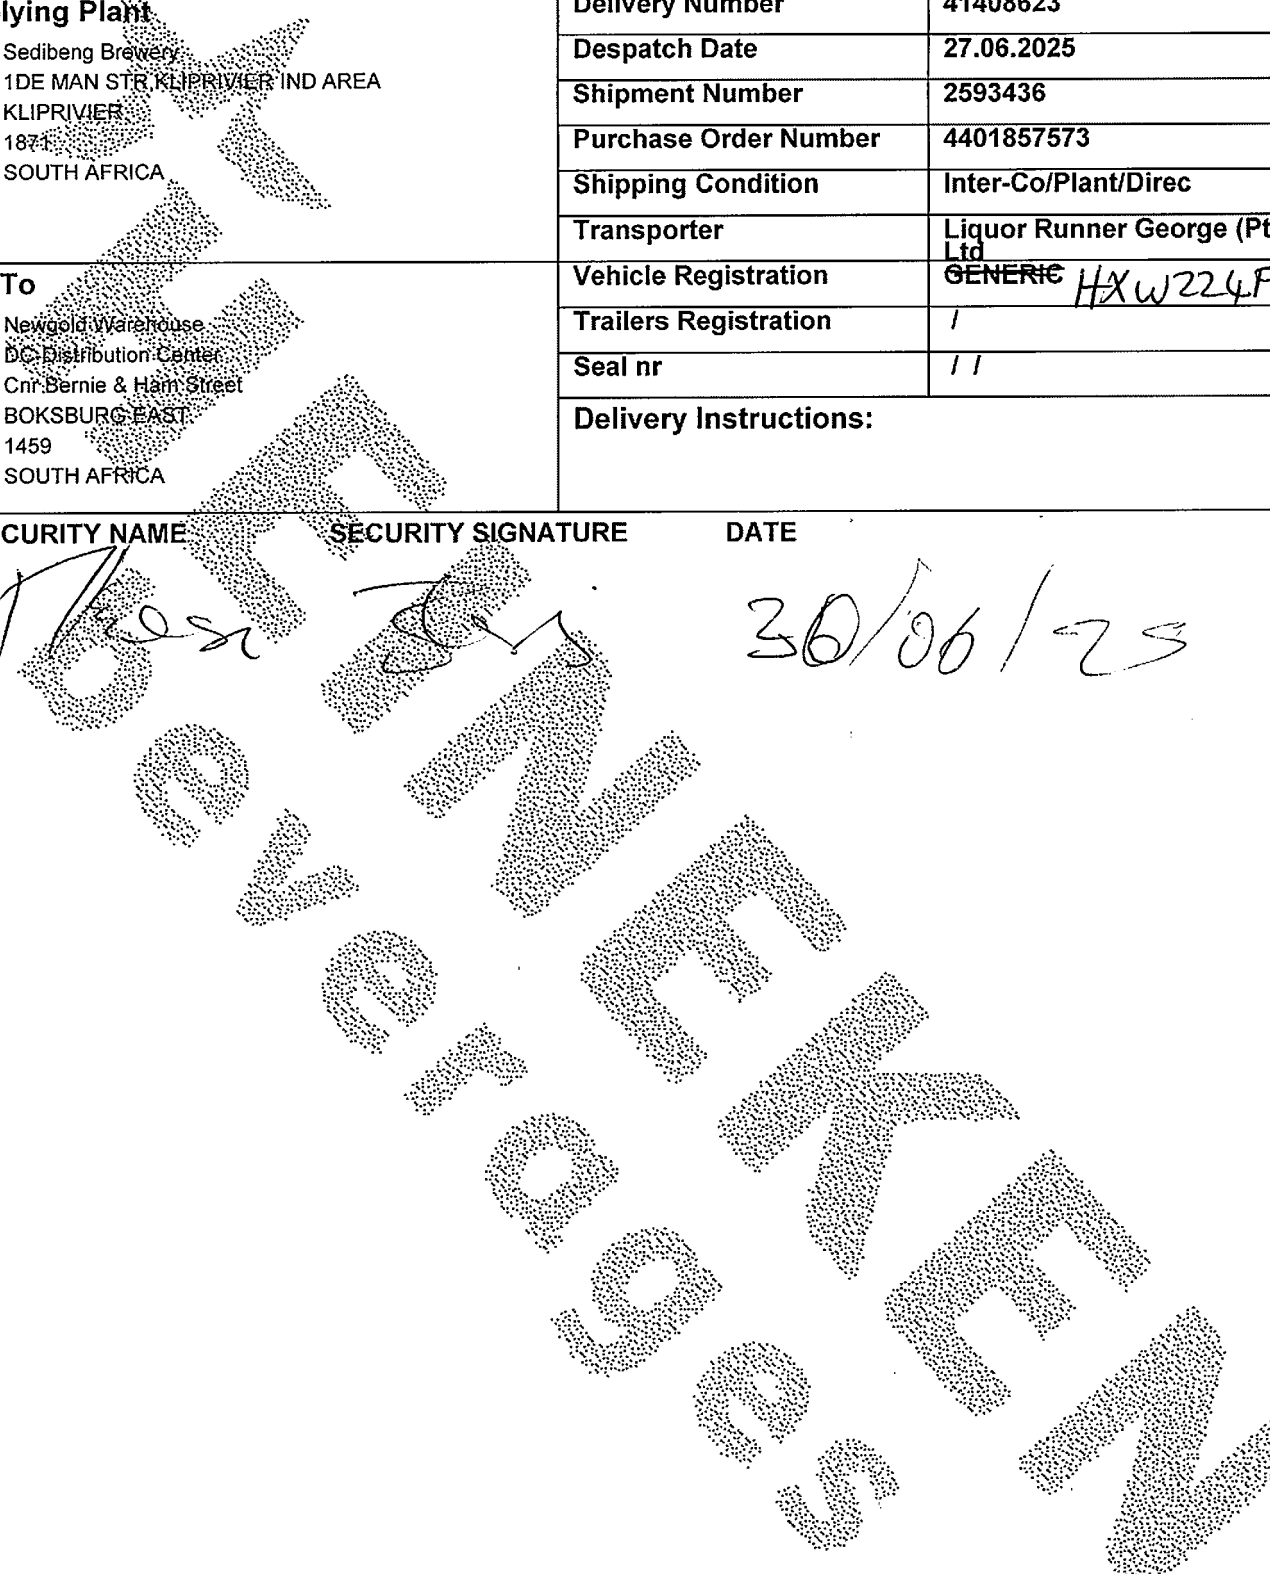 lying Plant
Sedibeng Brewery
1DE MAN STR,KLIPRIVIER IND AREA
KLIPRIVIER
1871
SOUTH AFRICA
Delivery Number 41408623
Despatch Date 27.06.2025
Shipment Number 2593436
Purchase Order Number 4401857573
Shipping Condition Inter-Co/Plant/Direc
Transporter Liquor Runner George (Pt
Ltd
Vehicle Registration GENERIC HXW224F
Trailers Registration /
Seal nr / /
To
Newgold Warehouse
DC-Distribution Center
Cnr Bernie & Ham Street
BOKSBURG EAST
1459
SOUTH AFRICA
Delivery Instructions:
CURITY NAME SECURITY SIGNATURE DATE
30/06/25
HEINEKEN
beverages